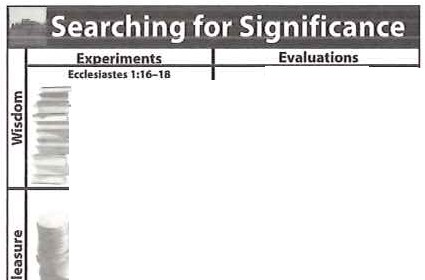 Searching for Significance
Experiments Evaluations
Ecclesiastes 1:16–18
Wisdom
leasure